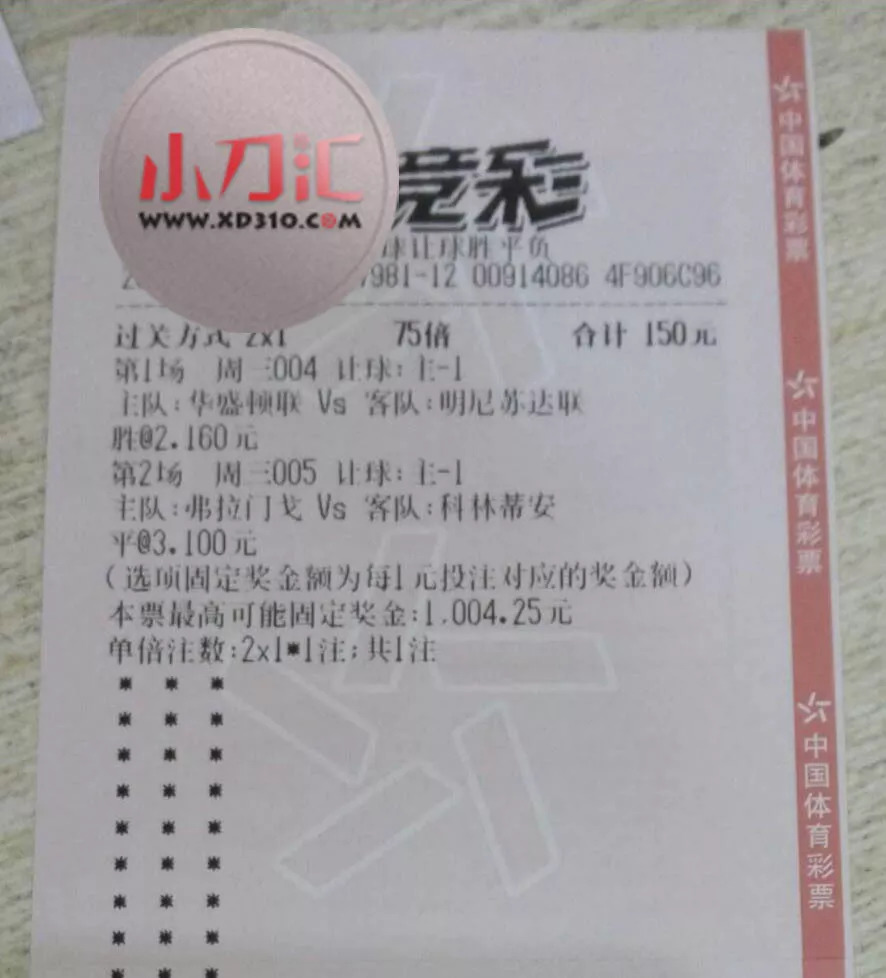 小刀汇
WWW.XD310.COM
竞彩
球让球胜平负
7981-12 00914086 4F906C96
过关方式 2x1 75倍 合计 150元
第1场 周三004 让球:主-1
主队:华盛顿联 Vs 客队:明尼苏达联
胜@2.160元
第2场 周三005 让球:主-1
主队:弗拉门戈 Vs 客队:科林蒂安
平@3.100元
(选项固定奖金额为每1元投注对应的奖金额)
本票最高可能固定奖金:1,004.25元
单倍注数:2x1*1注;共1注
* * *
* * *
* * *
* * *
* * *
* * *
* * *
* * *
* * *
中国体育彩票
中国体育彩票
中国体育彩票